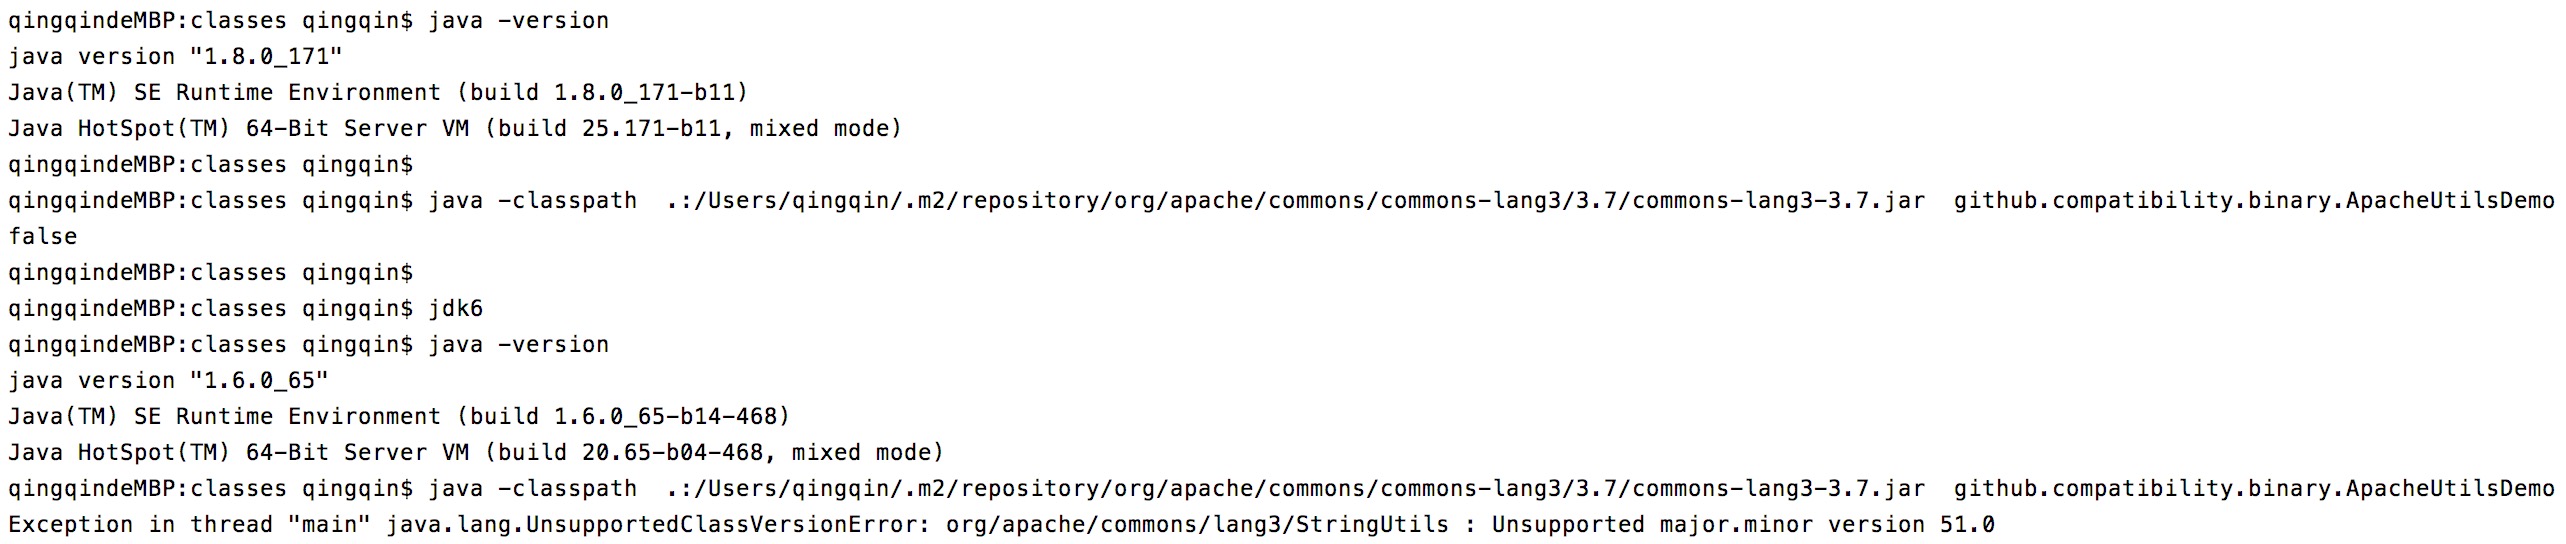 qingqindeMBP:classes qingqin$ java -version
java version "1.8.0_171"
Java(TM) SE Runtime Environment (build 1.8.0_171-b11)
Java HotSpot(TM) 64-Bit Server VM (build 25.171-b11, mixed mode)
qingqindeMBP:classes qingqin$
qingqindeMBP:classes qingqin$ java -classpath  .:/Users/qingqin/.m2/repository/org/apache/commons/commons-lang3/3.7/commons-lang3-3.7.jar  github.compatibility.binary.ApacheUtilsDemo
false
qingqindeMBP:classes qingqin$
qingqindeMBP:classes qingqin$ jdk6
qingqindeMBP:classes qingqin$ java -version
java version "1.6.0_65"
Java(TM) SE Runtime Environment (build 1.6.0_65-b14-468)
Java HotSpot(TM) 64-Bit Server VM (build 20.65-b04-468, mixed mode)
qingqindeMBP:classes qingqin$ java -classpath  .:/Users/qingqin/.m2/repository/org/apache/commons/commons-lang3/3.7/commons-lang3-3.7.jar  github.compatibility.binary.ApacheUtilsDemo
Exception in thread "main" java.lang.UnsupportedClassVersionError: org/apache/commons/lang3/StringUtils : Unsupported major.minor version 51.0